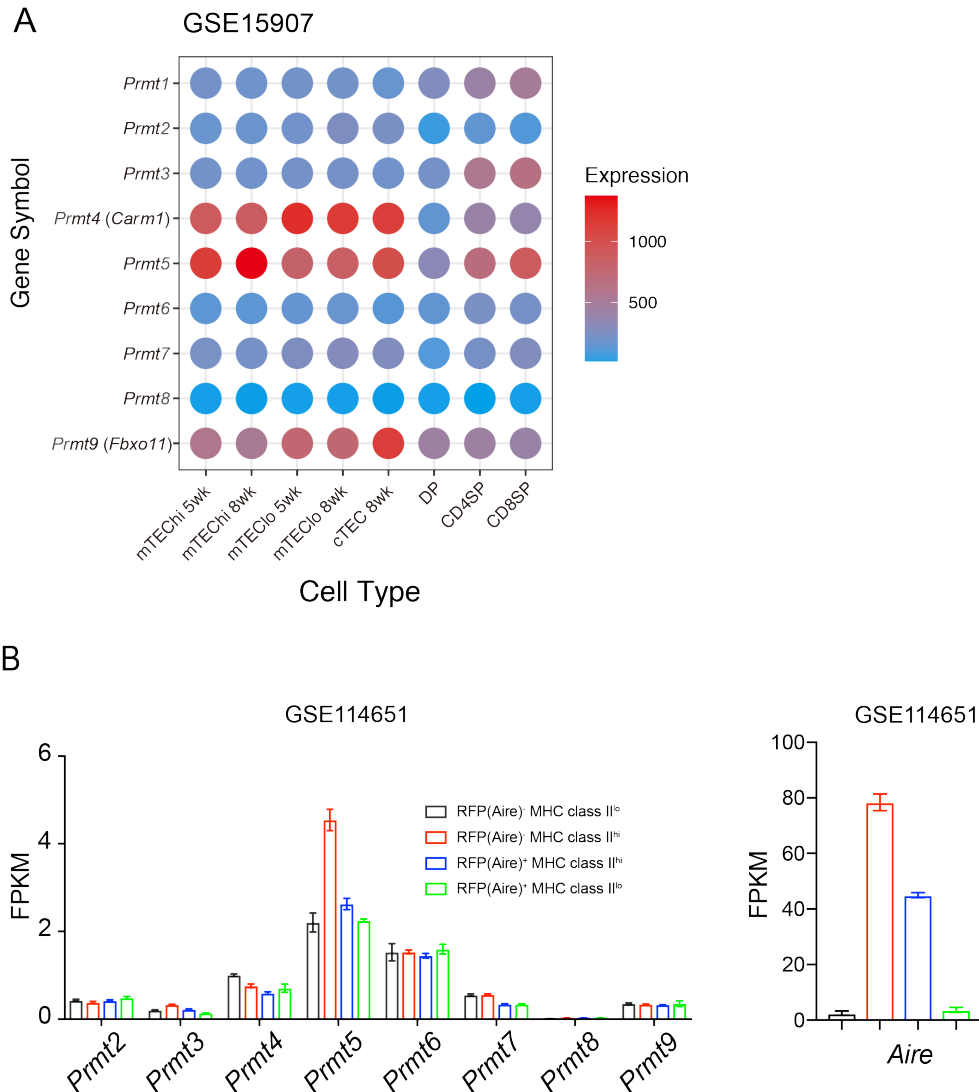 A
GSE15907
Gene Symbol
Prmt1
Prmt2
Prmt3
Prmt4 (Carm1)
Prmt5
Prmt6
Prmt7
Prmt8
Prmt9 (Fbxo11)
mTEChi 5wk
mTEChi 8wk
mTEClo 5wk
mTEClo 8wk
cTEC 8wk
DP
CD4SP
CD8SP
Cell Type
Expression
1000
500
B
GSE114651
FPKM
6
4
2
0
RFP(Aire)⁻ MHC class IIˡᵒ
RFP(Aire)⁻ MHC class IIʰⁱ
RFP(Aire)⁺ MHC class IIʰⁱ
RFP(Aire)⁺ MHC class IIˡᵒ
Prmt2
Prmt3
Prmt4
Prmt5
Prmt6
Prmt7
Prmt8
Prmt9
GSE114651
FPKM
100
80
60
40
20
0
Aire